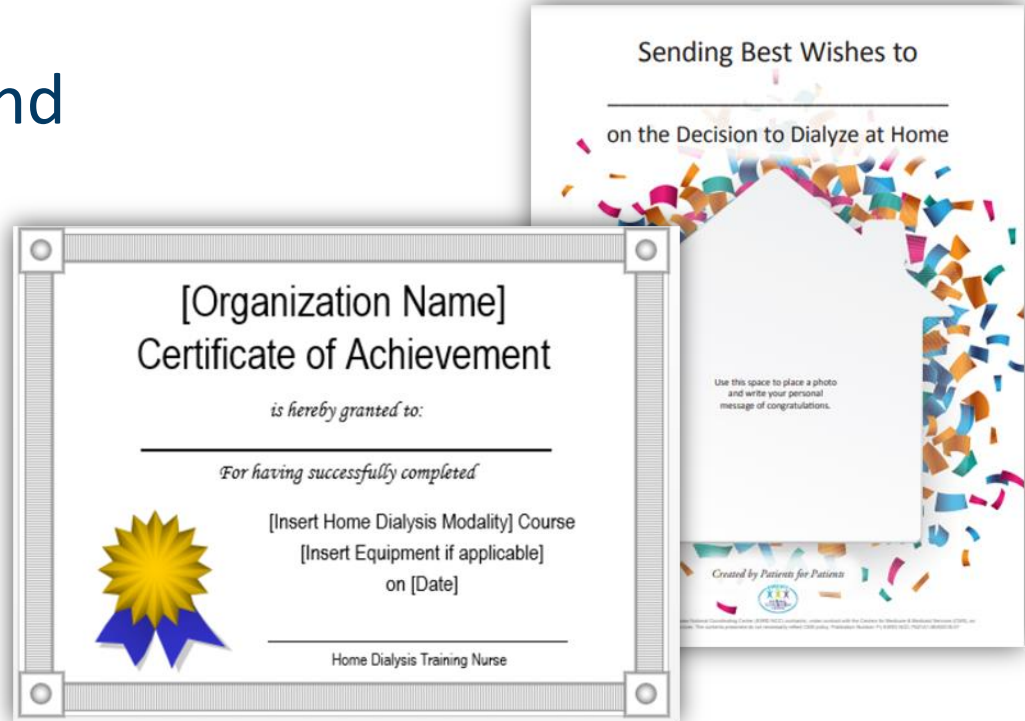 nd
Sending Best Wishes to
on the Decision to Dialyze at Home
Use this space to place a photo
and write your personal
message of congratulations.
Created by Patients for Patients
[Organization Name]
Certificate of Achievement
is hereby granted to:
For having successfully completed
[Insert Home Dialysis Modality] Course
[Insert Equipment if applicable]
on [Date]
Home Dialysis Training Nurse